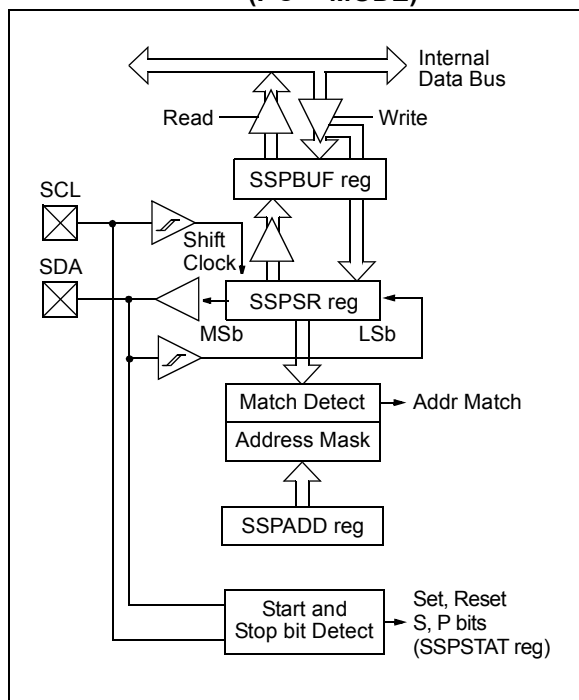 Internal
Data Bus
Read
Write
SSPBUF reg
SCL
Shift
Clock
SDA
SSPSR reg
MSb
LSb
Match Detect
Addr Match
Address Mask
SSPADD reg
Start and
Stop bit Detect
Set, Reset
S, P bits
(SSPSTAT reg)